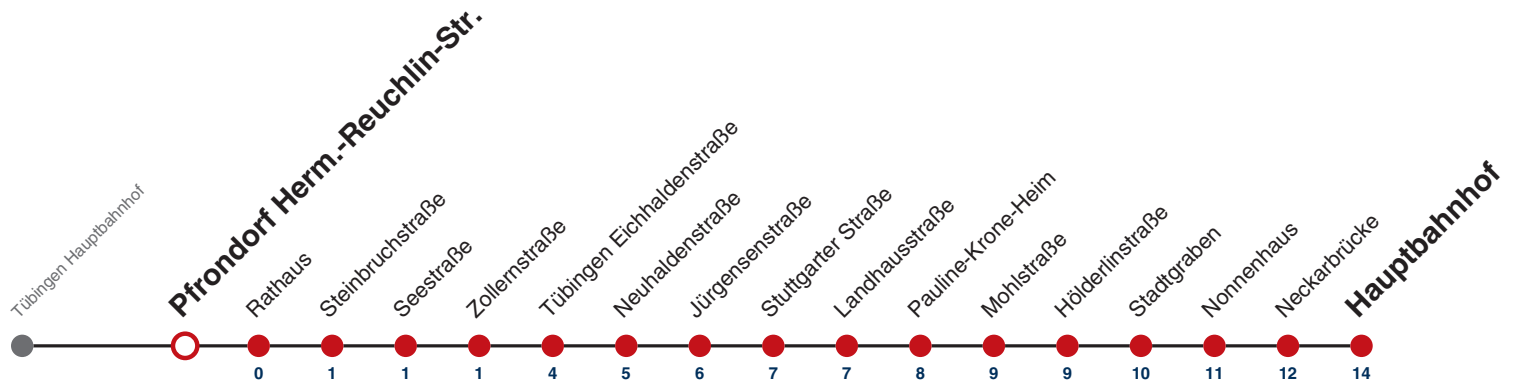 Tübingen Hauptbahnhof
Pfrondorf Herm.-Reuchlin-Str.
Rathaus
Steinbruchstraße
Seestraße
Zollernstraße
Tübingen Eichhaldenstraße
Neuhaldenstraße
Jürgensenstraße
Stuttgarter Straße
Landhausstraße
Pauline-Krone-Heim
Mohlstraße
Hölderlinstraße
Stadtgraben
Nonnenhaus
Neckarbrücke
Hauptbahnhof
0 1 1 1 4 5 6 7 7 8 9 9 10 11 12 14